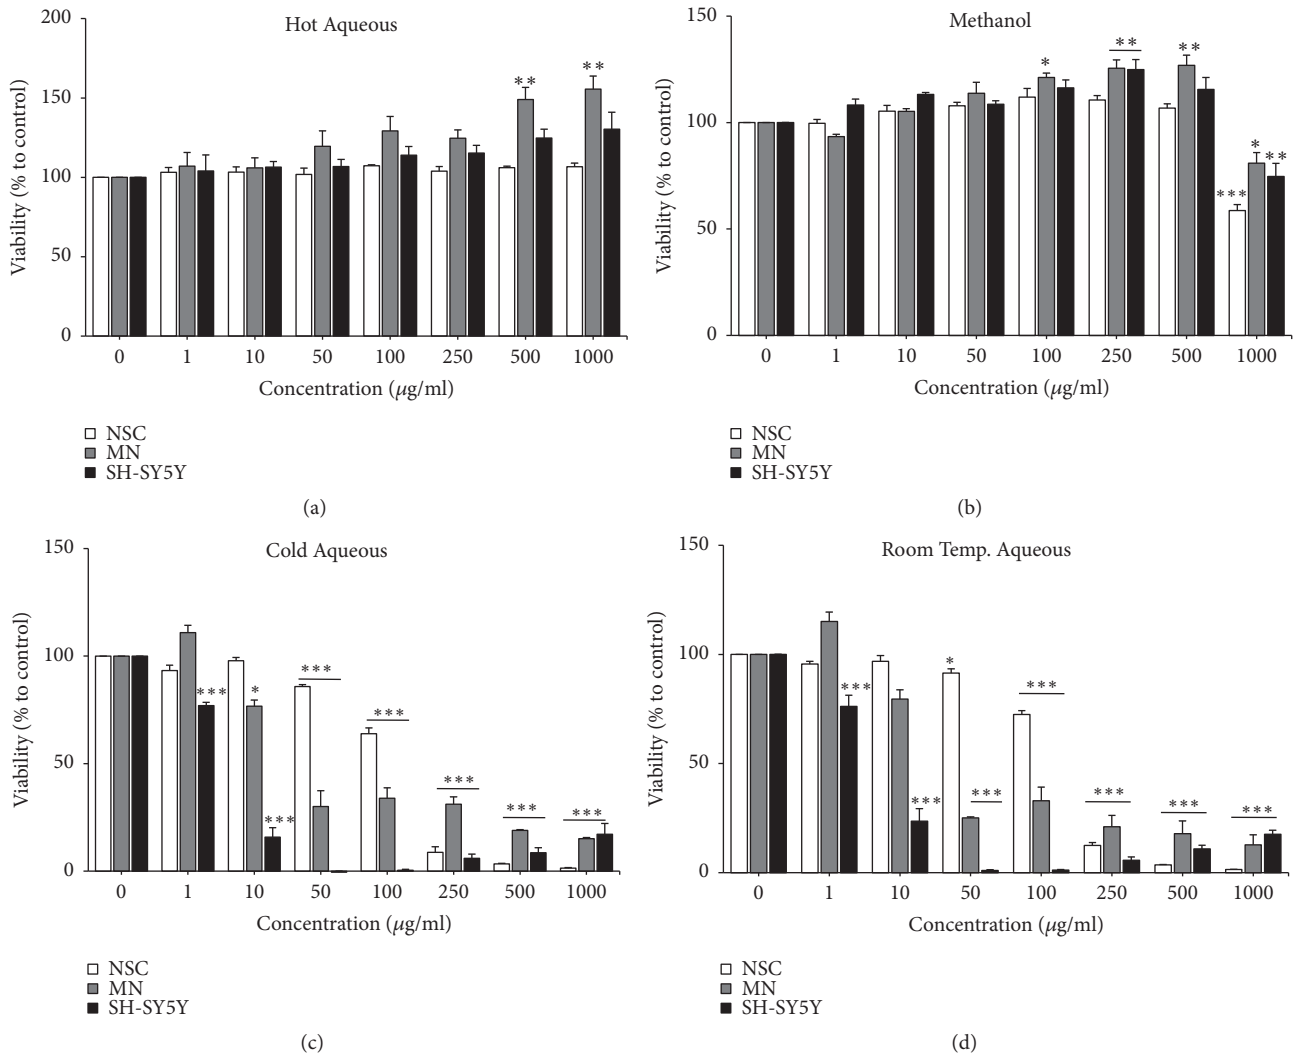 Hot Aqueous
200
150
100
50
0
Viability (% to control)
** **
0 1 10 50 100 250 500 1000
Concentration (μg/ml)
NSC
MN
SH-SY5Y
(a)
Methanol
150
100
50
0
Viability (% to control)
* ** ** *** * **
0 1 10 50 100 250 500 1000
Concentration (μg/ml)
NSC
MN
SH-SY5Y
(b)
Cold Aqueous
150
100
50
0
Viability (% to control)
*** * *** *** *** *** *** ***
0 1 10 50 100 250 500 1000
Concentration (μg/ml)
NSC
MN
SH-SY5Y
(c)
Room Temp. Aqueous
150
100
50
0
Viability (% to control)
*** *** * *** *** *** *** ***
0 1 10 50 100 250 500 1000
Concentration (μg/ml)
NSC
MN
SH-SY5Y
(d)